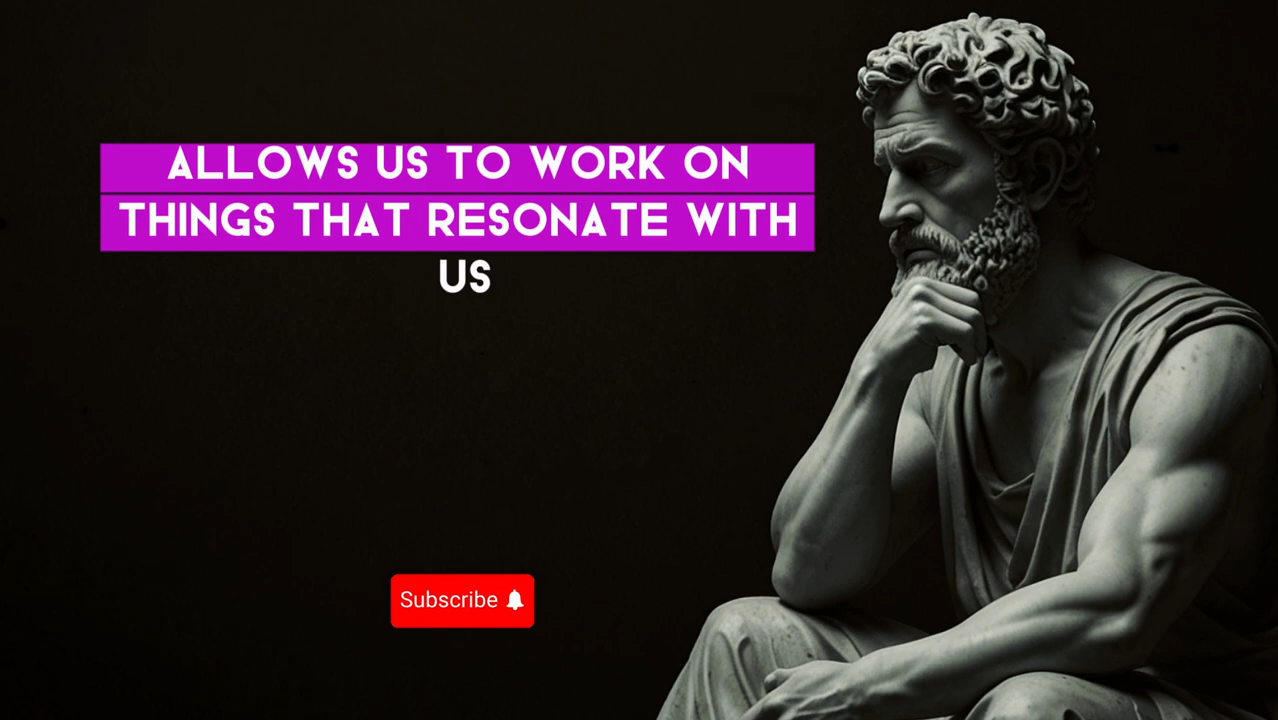 ALLOWS US TO WORK ON
THINGS THAT RESONATE WITH
US
Subscribe